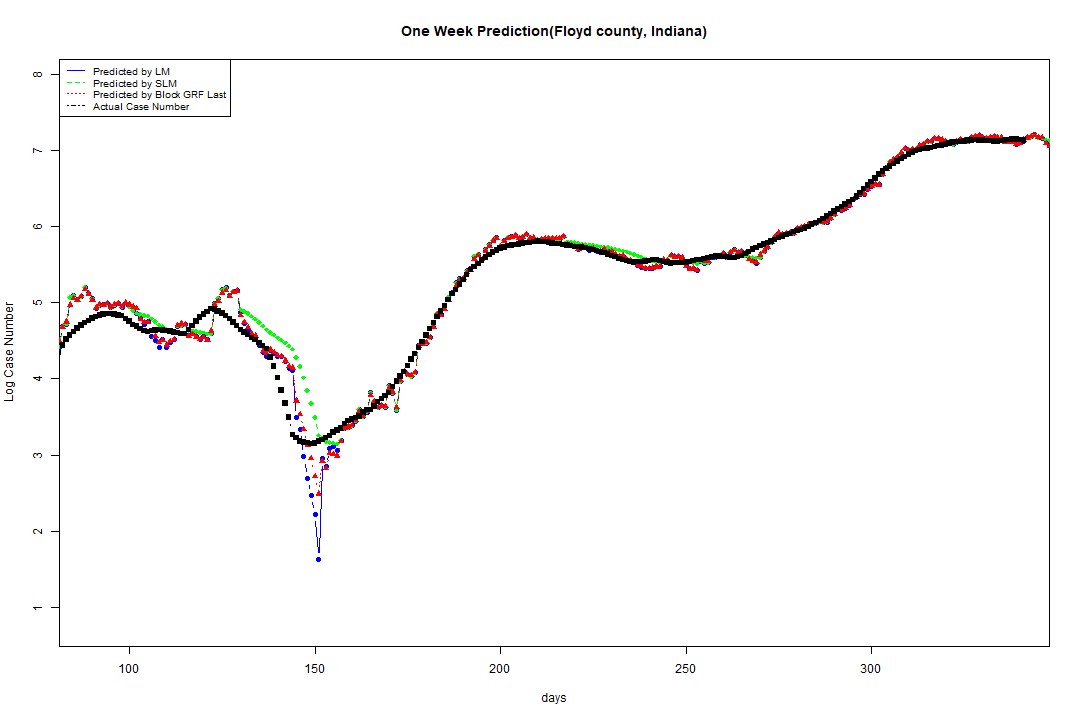 One Week Prediction(Floyd county, Indiana)
Predicted by LM
Predicted by SLM
Predicted by Block GRF Last
Actual Case Number
8
7
6
5
4
3
2
1
Log Case Number
100 150 200 250 300
days